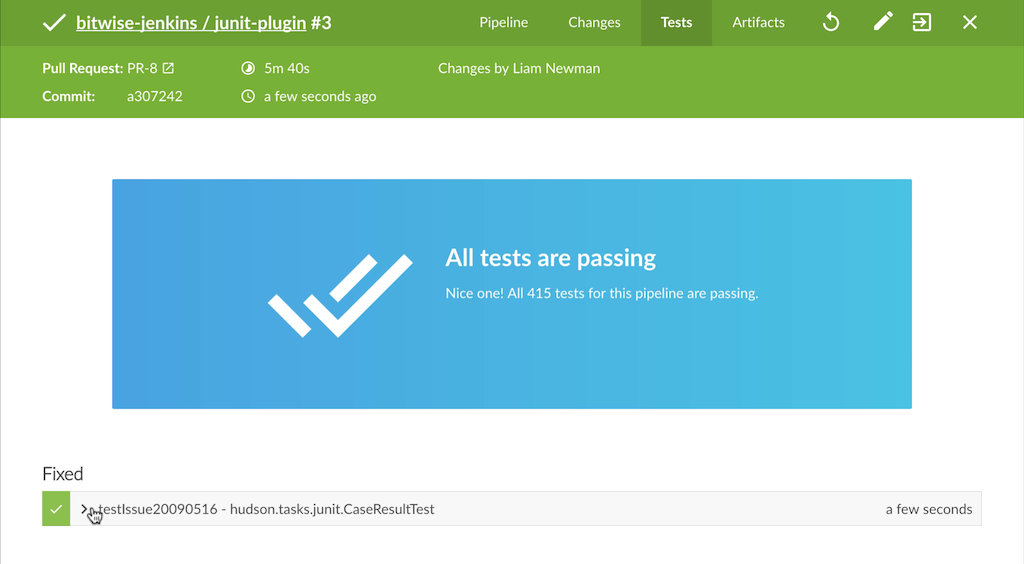 bitwise-jenkins / junit-plugin #3
Pipeline
Changes
Tests
Artifacts
Pull Request: PR-8
5m 40s
Changes by Liam Newman
Commit: a307242
a few seconds ago
All tests are passing
Nice one! All 415 tests for this pipeline are passing.
Fixed
testIssue20090516 - hudson.tasks.junit.CaseResultTest
a few seconds